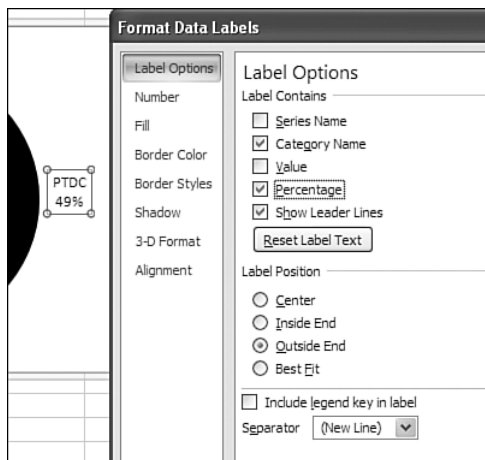 Format Data Labels
Label Options
Number
Fill
Border Color
Border Styles
Shadow
3-D Format
Alignment
Label Options
Label Contains
Series Name
Category Name
Value
Percentage
Show Leader Lines
Reset Label Text
Label Position
Center
Inside End
Outside End
Best Fit
Include legend key in label
Separator (New Line)
PTDC
49%